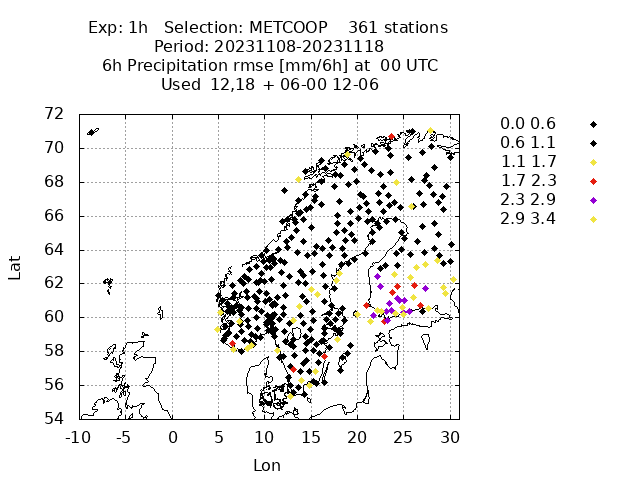 Exp: 1h Selection: METCOOP 361 stations
Period: 20231108-20231118
6h Precipitation rmse [mm/6h] at 00 UTC
Used 12,18 + 06-00 12-06
72
70
68
66
64
62
60
58
56
54
Lat
-10 -5 0 5 10 15 20 25 30
Lon
0.0 0.6
0.6 1.1
1.1 1.7
1.7 2.3
2.3 2.9
2.9 3.4